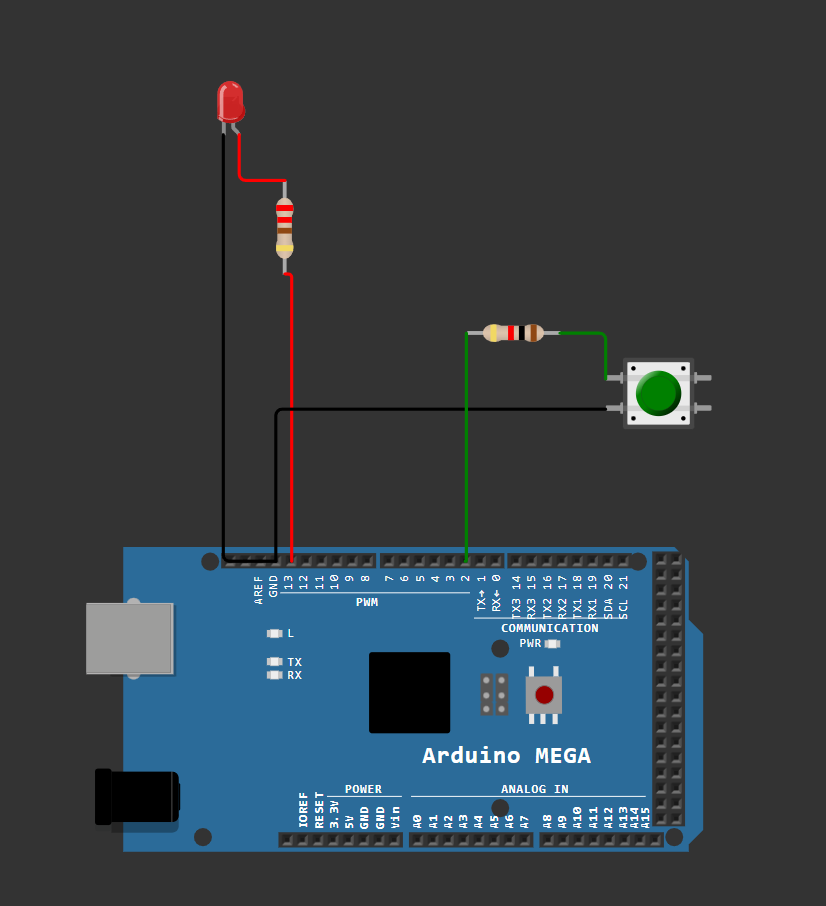 AREF
GND
13
12
11
10
9
8
7
6
5
4
3
2
TX→ 1
RX← 0
TX3 14
RX3 15
TX2 16
RX2 17
TX1 18
RX1 19
SDA 20
SCL 21
PWM
COMMUNICATION
L
PWR
TX
RX
Arduino MEGA
POWER
ANALOG IN
IOREF
RESET
3.3V
5V
GND
GND
Vin
A0
A1
A2
A3
A4
A5
A6
A7
A8
A9
A10
A11
A12
A13
A14
A15